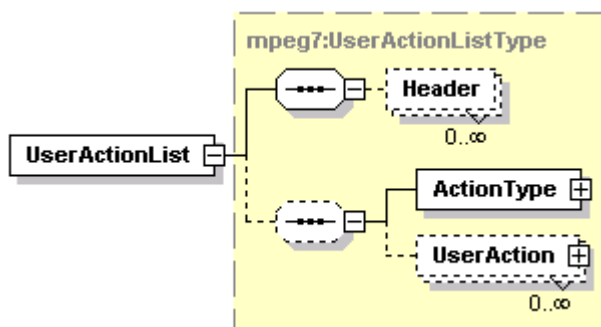 mpeg7:UserActionListType
Header
0..∞
UserActionList
ActionType
UserAction
0..∞